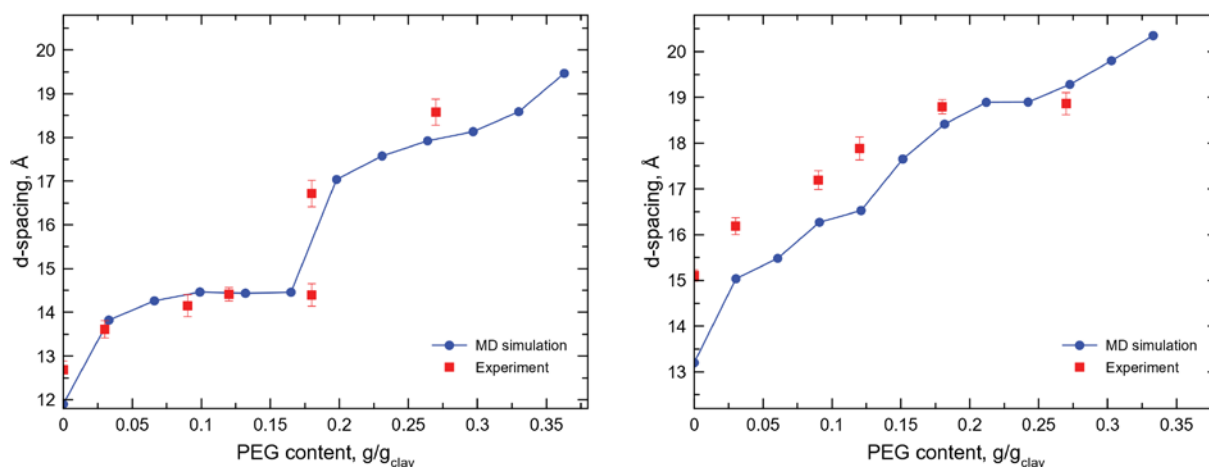 d-spacing, Å
20
19
18
17
16
15
14
13
12
0 0.05 0.1 0.15 0.2 0.25 0.3 0.35
PEG content, g/g_clay
MD simulation
Experiment
d-spacing, Å
20
19
18
17
16
15
14
13
0 0.05 0.1 0.15 0.2 0.25 0.3 0.35
PEG content, g/g_clay
MD simulation
Experiment